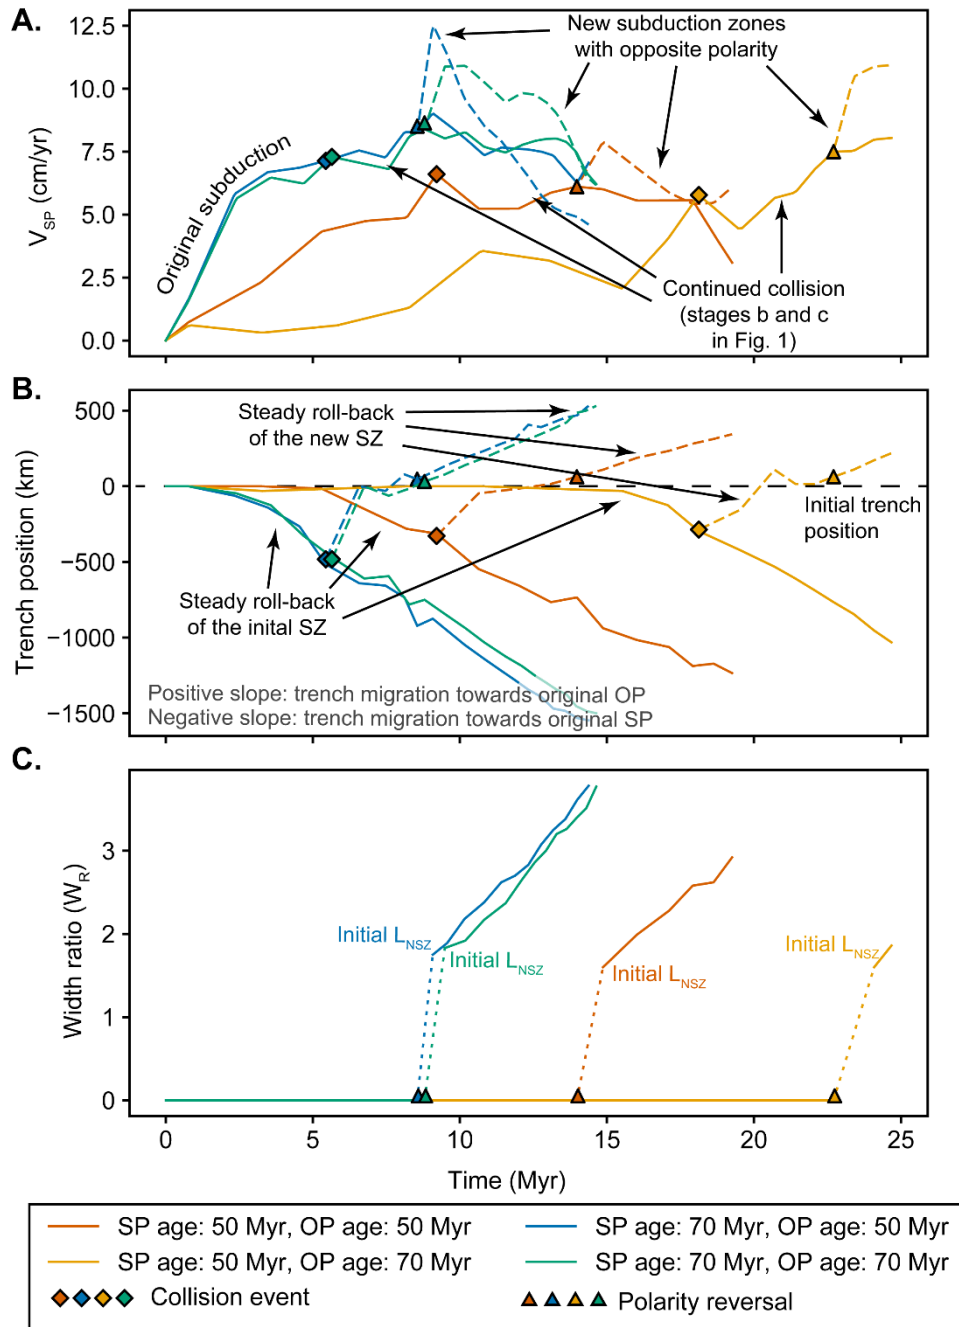 A.
12.5
10.0
7.5
5.0
2.5
0.0
V_SP (cm/yr)
Original subduction
New subduction zones
with opposite polarity
Continued collision
(stages b and c
in Fig. 1)
B.
500
0
−500
−1000
−1500
Trench position (km)
Steady roll-back
of the new SZ
Initial trench
position
Steady roll-back
of the inital SZ
Positive slope: trench migration towards original OP
Negative slope: trench migration towards original SP
C.
3
2
1
0
Width ratio (W_R)
Initial L_NSZ
Initial L_NSZ
Initial L_NSZ
Initial L_NSZ
0 5 10 15 20 25
Time (Myr)
SP age: 50 Myr, OP age: 50 Myr
SP age: 70 Myr, OP age: 50 Myr
SP age: 50 Myr, OP age: 70 Myr
SP age: 70 Myr, OP age: 70 Myr
Collision event
Polarity reversal